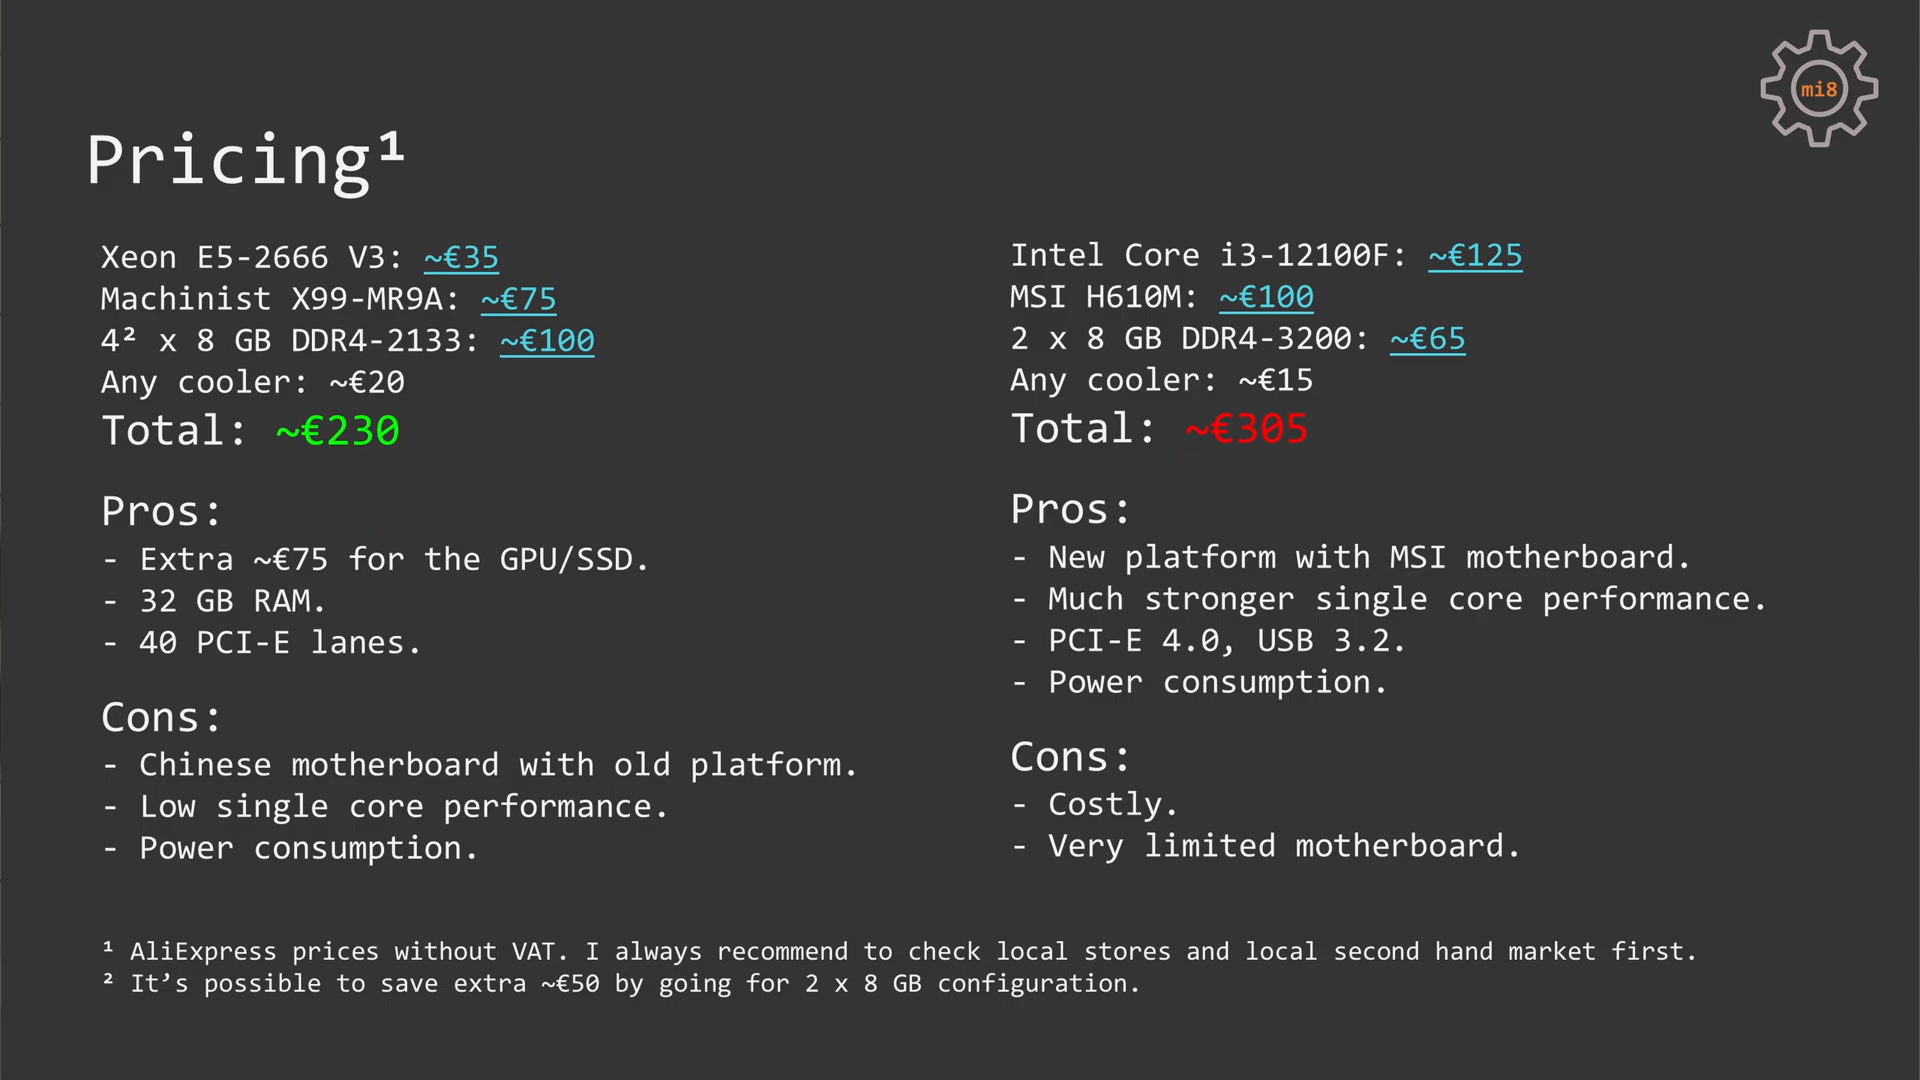 mi8
Pricing¹
Xeon E5-2666 V3: ~€35
Machinist X99-MR9A: ~€75
4² x 8 GB DDR4-2133: ~€100
Any cooler: ~€20
Total: ~€230
Pros:
- Extra ~€75 for the GPU/SSD.
- 32 GB RAM.
- 40 PCI-E lanes.
Cons:
- Chinese motherboard with old platform.
- Low single core performance.
- Power consumption.
Intel Core i3-12100F: ~€125
MSI H610M: ~€100
2 x 8 GB DDR4-3200: ~€65
Any cooler: ~€15
Total: ~€305
Pros:
- New platform with MSI motherboard.
- Much stronger single core performance.
- PCI-E 4.0, USB 3.2.
- Power consumption.
Cons:
- Costly.
- Very limited motherboard.
¹ AliExpress prices without VAT. I always recommend to check local stores and local second hand market first.
² It’s possible to save extra ~€50 by going for 2 x 8 GB configuration.